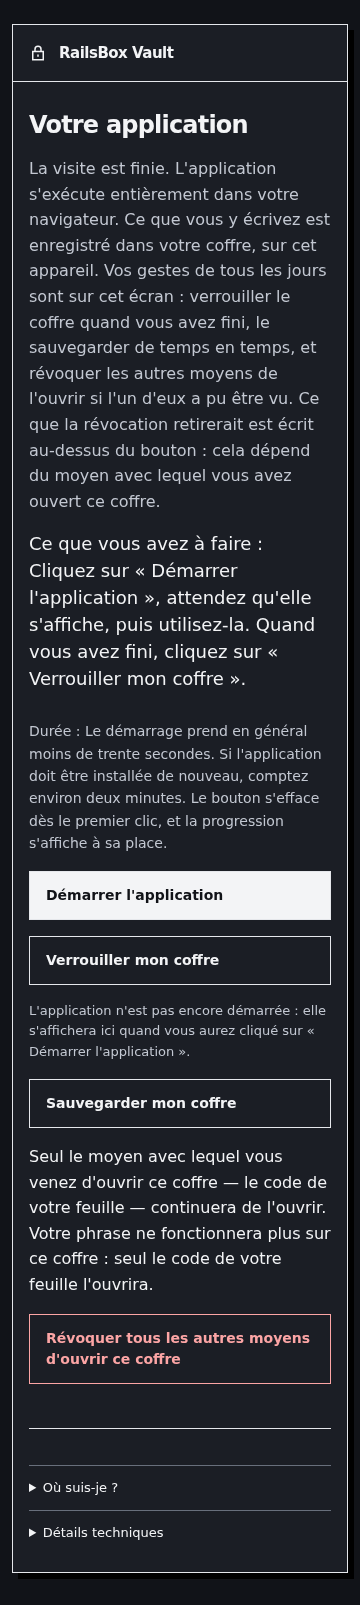 RailsBox Vault
Votre application
La visite est finie. L'application
s'exécute entièrement dans votre
navigateur. Ce que vous y écrivez est
enregistré dans votre coffre, sur cet
appareil. Vos gestes de tous les jours
sont sur cet écran : verrouiller le
coffre quand vous avez fini, le
sauvegarder de temps en temps, et
révoquer les autres moyens de
l'ouvrir si l'un d'eux a pu être vu. Ce
que la révocation retirerait est écrit
au-dessus du bouton : cela dépend
du moyen avec lequel vous avez
ouvert ce coffre.
Ce que vous avez à faire :
Cliquez sur « Démarrer
l'application », attendez qu'elle
s'affiche, puis utilisez-la. Quand
vous avez fini, cliquez sur «
Verrouiller mon coffre ».
Durée : Le démarrage prend en général
moins de trente secondes. Si l'application
doit être installée de nouveau, comptez
environ deux minutes. Le bouton s'efface
dès le premier clic, et la progression
s'affiche à sa place.
Démarrer l'application
Verrouiller mon coffre
L'application n'est pas encore démarrée : elle
s'affichera ici quand vous aurez cliqué sur «
Démarrer l'application ».
Sauvegarder mon coffre
Seul le moyen avec lequel vous
venez d'ouvrir ce coffre — le code de
votre feuille — continuera de l'ouvrir.
Votre phrase ne fonctionnera plus sur
ce coffre : seul le code de votre
feuille l'ouvrira.
Révoquer tous les autres moyens
d'ouvrir ce coffre
Où suis-je ?
Détails techniques